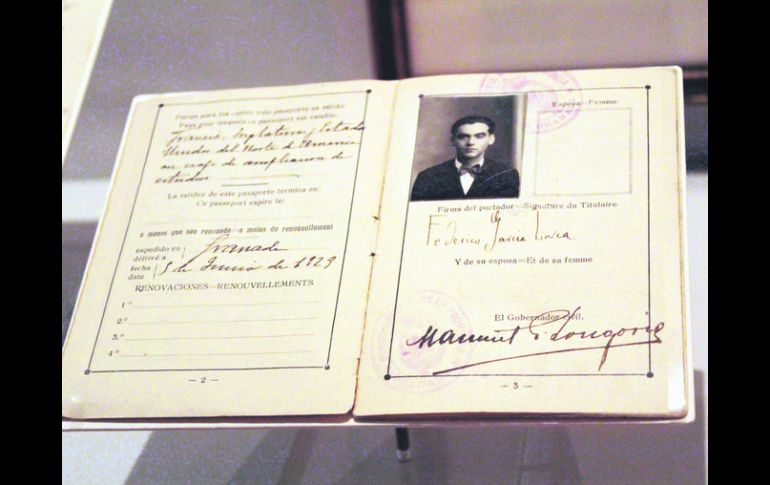 Países para los cuales este pasaporte es válido.
Pays pour lesquels ce passeport est valable:
Francia, Inglaterra y Estados
Unidos del Norte de America
en viaje de ampliacion de
estudios
La validez de este pasaporte termina en:
Ce passeport expire le:
a menos que sea renovado—a moins de renouvellement
expedido en
délivré à
Granada
fecha
date
5 de Junio de 1929
RENOVACIONES—RENOUVELLEMENTS
1.º
2.º
3.º
4.º
— 2 —
Esposa—Femme
Firma del portador—Signature du Titulaire
Federico García Lorca
Y de su esposa—Et de sa femme
El Gobernador civil,
Manuel
— 3 —